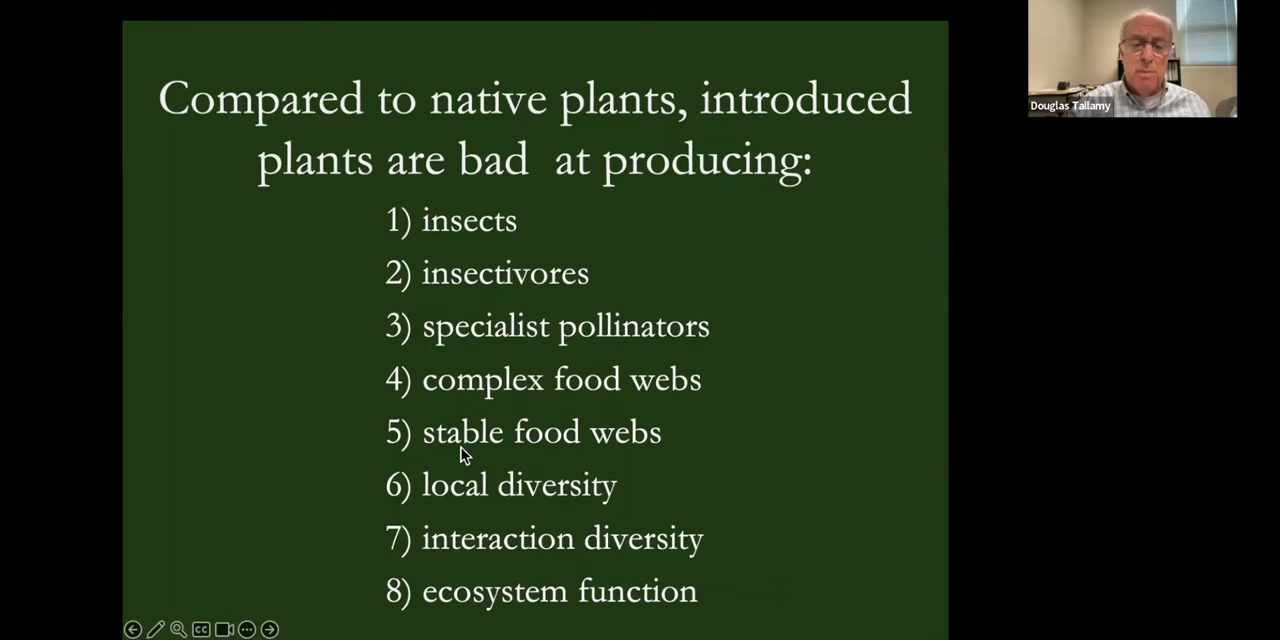 Compared to native plants, introduced
plants are bad at producing:
1) insects
2) insectivores
3) specialist pollinators
4) complex food webs
5) stable food webs
6) local diversity
7) interaction diversity
8) ecosystem function
Douglas Tallamy
CC